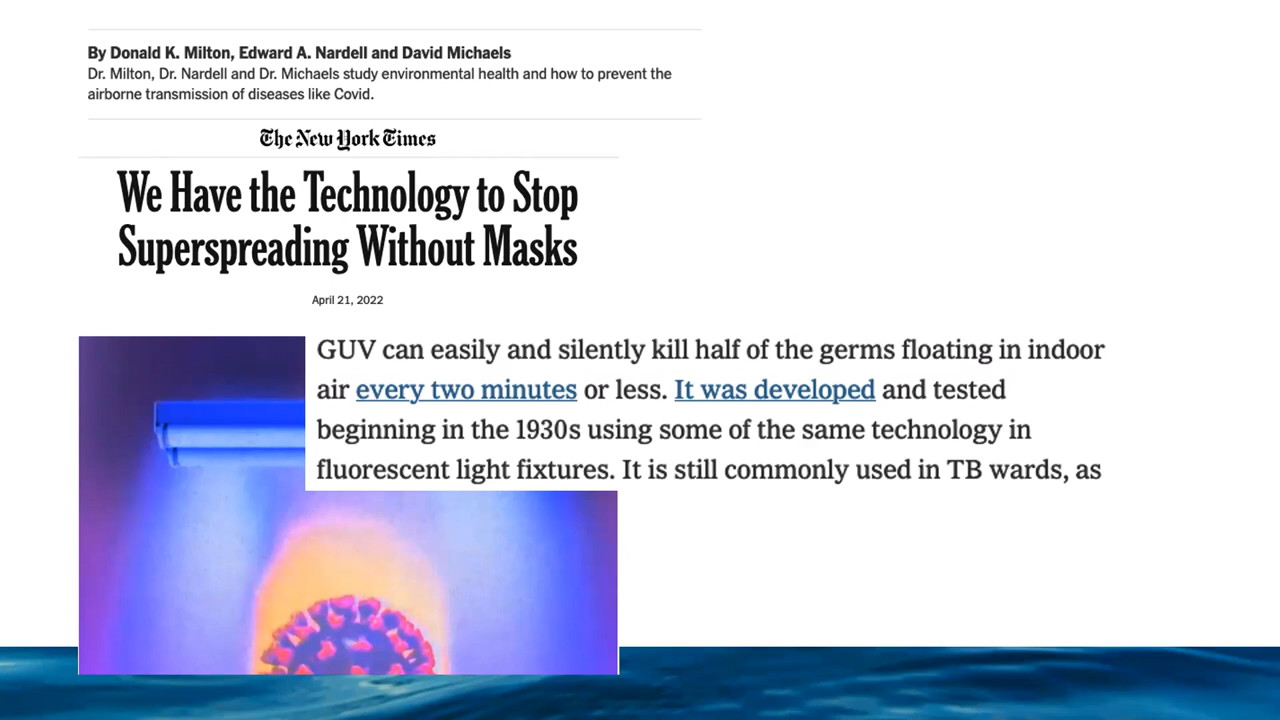 By Donald K. Milton, Edward A. Nardell and David Michaels
Dr. Milton, Dr. Nardell and Dr. Michaels study environmental health and how to prevent the
airborne transmission of diseases like Covid.
The New York Times
We Have the Technology to Stop
Superspreading Without Masks
April 21, 2022
GUV can easily and silently kill half of the germs floating in indoor
air every two minutes or less. It was developed and tested
beginning in the 1930s using some of the same technology in
fluorescent light fixtures. It is still commonly used in TB wards, as